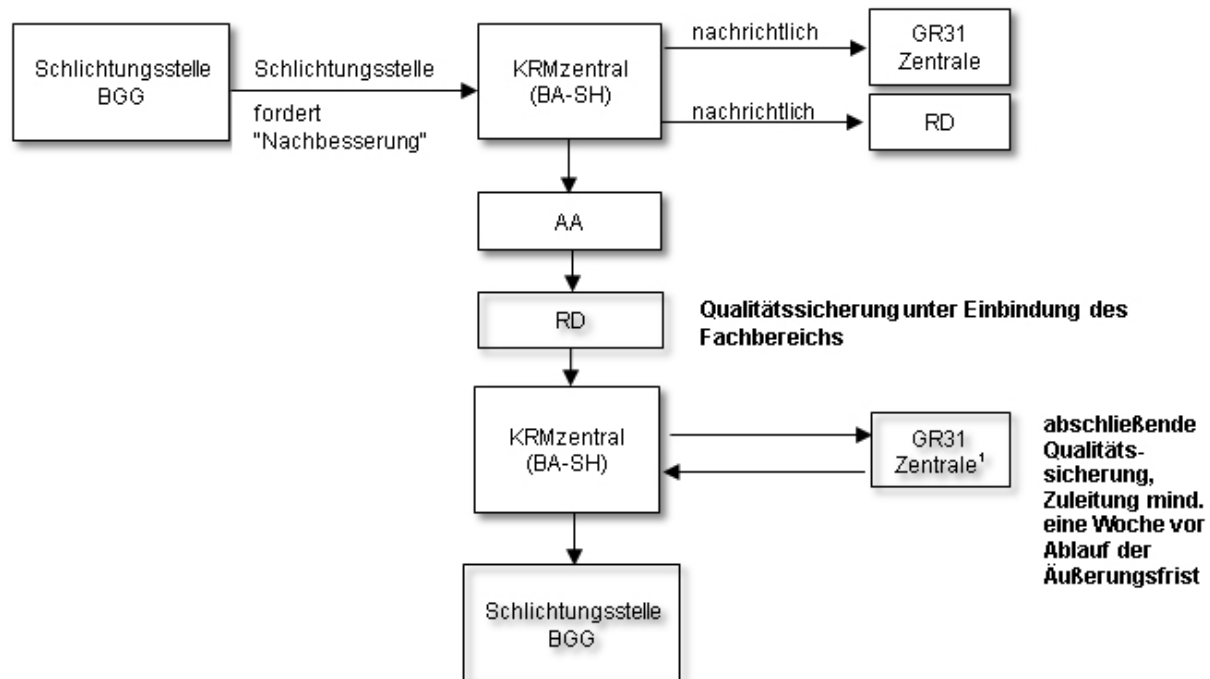 Schlichtungsstelle
BGG
Schlichtungsstelle
fordert
"Nachbesserung"
KRMzentral
(BA-SH)
nachrichtlich
GR31
Zentrale
nachrichtlich
RD
AA
RD
Qualitätssicherung unter Einbindung des
Fachbereichs
KRMzentral
(BA-SH)
GR31
Zentrale¹
abschließende
Qualitäts-
sicherung,
Zuleitung mind.
eine Woche vor
Ablauf der
Äußerungsfrist
Schlichtungsstelle
BGG